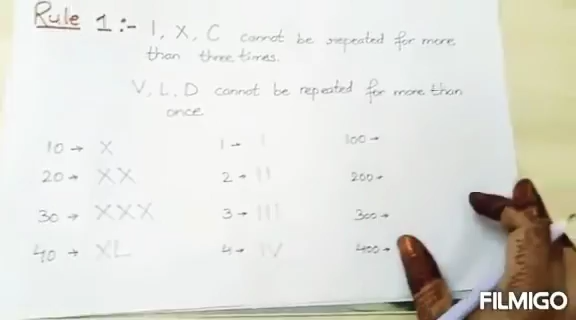 Rule 1:- I, X, C cannot be repeated for more
than three times.
V, L, D cannot be repeated for more than
once
10 → X
20 → XX
30 → XXX
40 → XL
1 → I
2 → II
3 → III
4 → IV
100 →
200 →
300 →
400 →
FILMIGO